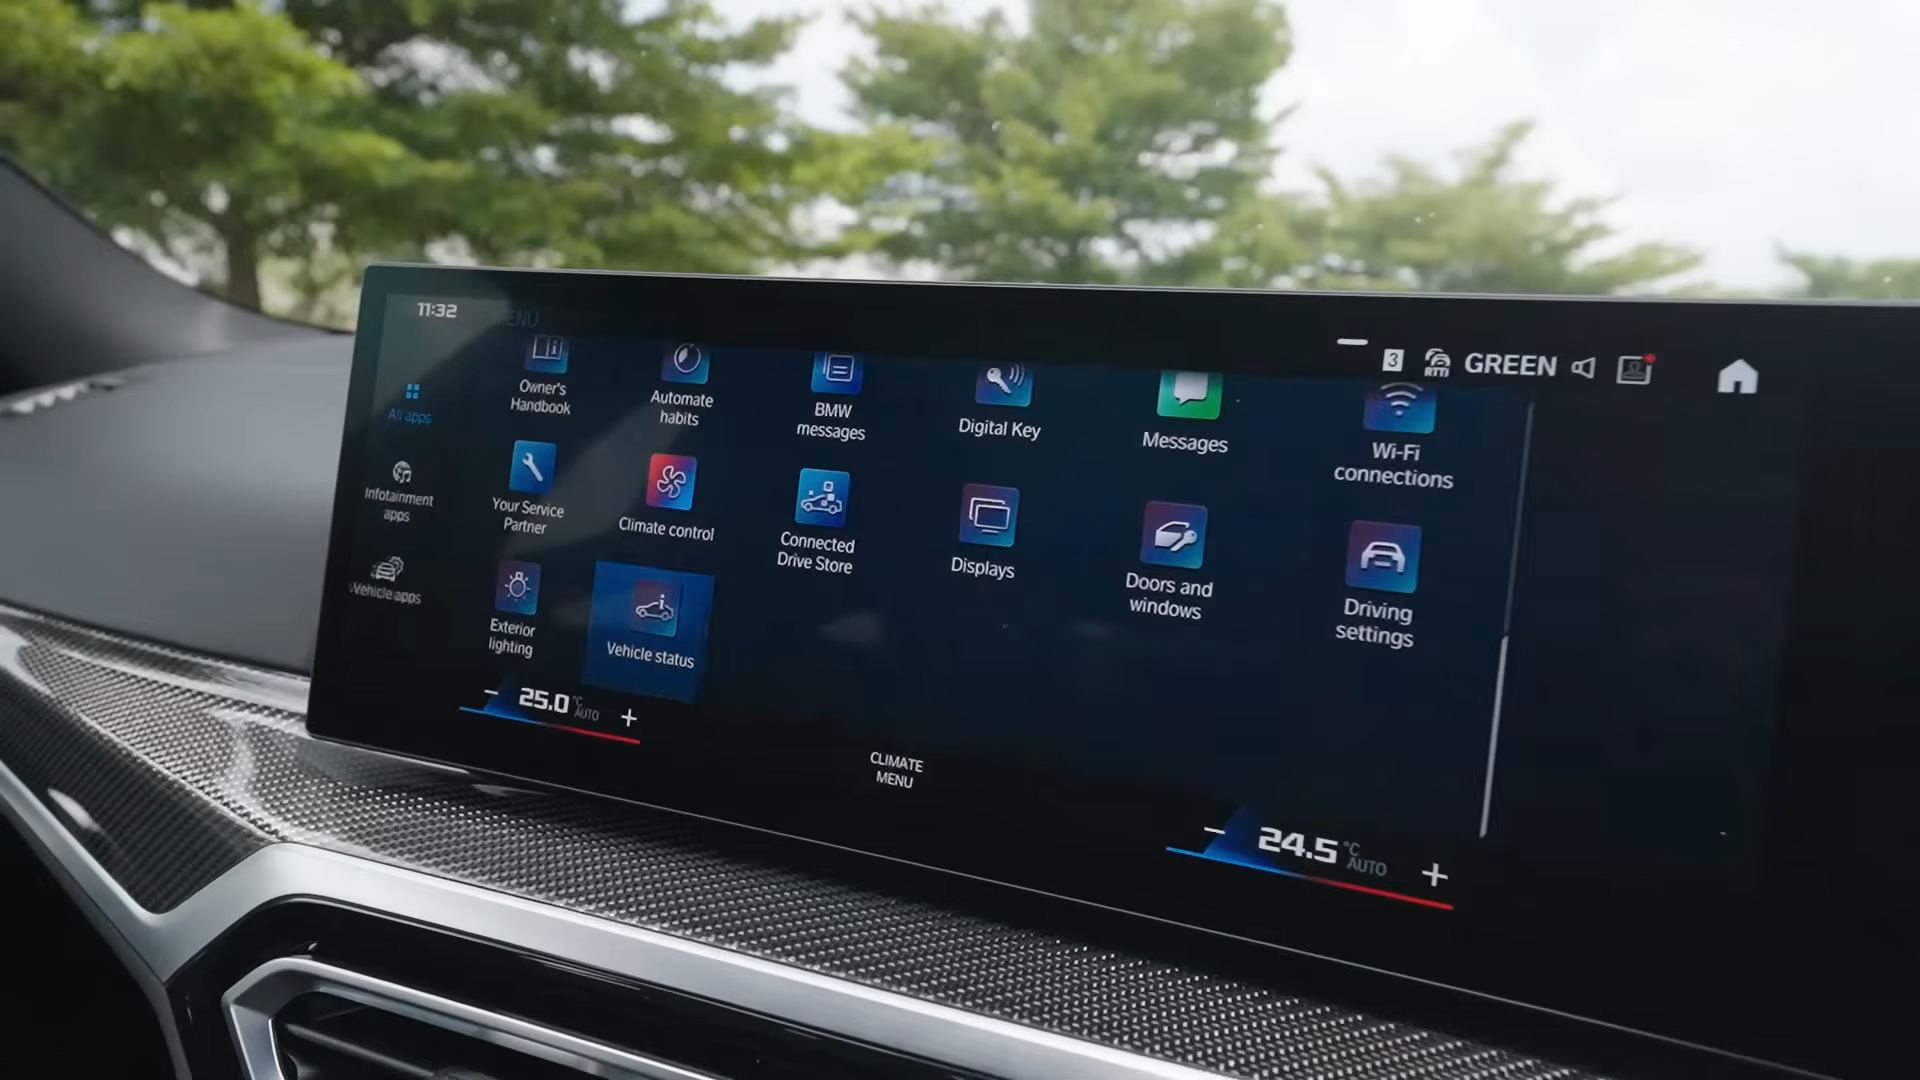 11:32
MENU
3
RTTI
GREEN
All apps
Infotainment
apps
Vehicle apps
Owner's
Handbook
Automate
habits
BMW
messages
Digital Key
Messages
Wi-Fi
connections
Your Service
Partner
Climate control
Connected
Drive Store
Displays
Doors and
windows
Driving
settings
Exterior
lighting
Vehicle status
− 25.0 °C AUTO +
CLIMATE
MENU
− 24.5 °C AUTO +